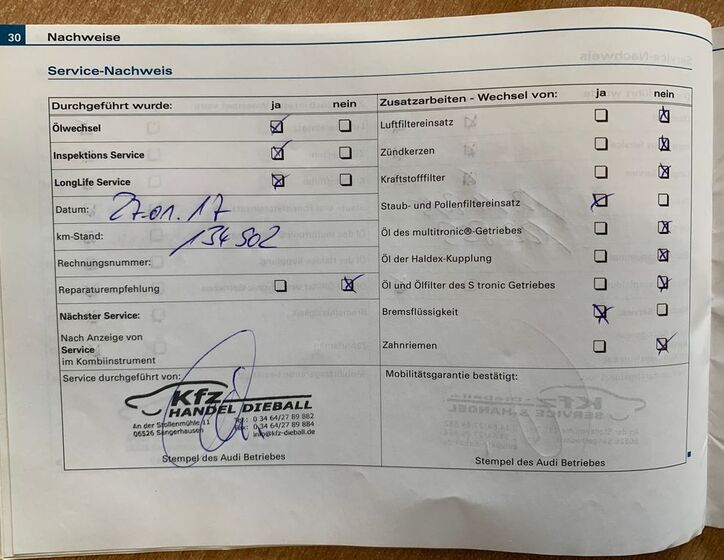 30 Nachweise
Service-Nachweis
Durchgeführt wurde: ja nein
Ölwechsel
Inspektions Service
LongLife Service
Datum: 27.01.17
km-Stand: 134 502
Rechnungsnummer:
Reparaturempfehlung
Nächster Service:
Nach Anzeige von
Service
im Kombiinstrument
Service durchgeführt von:
Kfz
HANDEL DIEBALL
An der Stollenmühle 11
06526 Sangerhausen
Tel.: 0 34 64/27 89 882
Fax: 0 34 64/27 89 884
info@kfz-dieball.de
Stempel des Audi Betriebes
Zusatzarbeiten - Wechsel von: ja nein
Luftfiltereinsatz
Zündkerzen
Kraftstofffilter
Staub- und Pollenfiltereinsatz
Öl des multitronic®-Getriebes
Öl der Haldex-Kupplung
Öl und Ölfilter des S tronic Getriebes
Bremsflüssigkeit
Zahnriemen
Mobilitätsgarantie bestätigt:
Stempel des Audi Betriebes